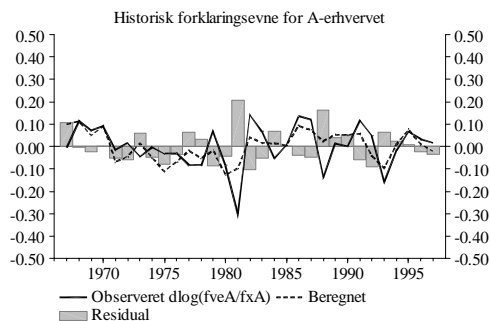 Historisk forklaringsevne for A-erhvervet
0.50 0.50
0.40 0.40
0.30 0.30
0.20 0.20
0.10 0.10
0.00 0.00
-0.10 -0.10
-0.20 -0.20
-0.30 -0.30
-0.40 -0.40
-0.50 -0.50
1970 1975 1980 1985 1990 1995
Observeret dlog(fveA/fxA) Beregnet
Residual